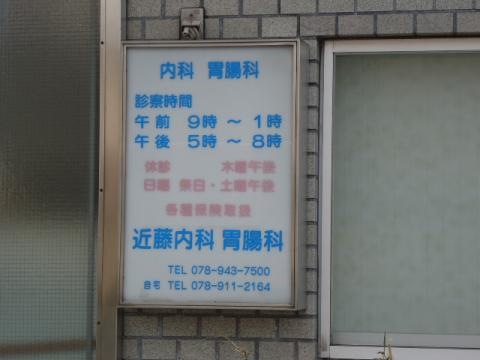 内科 胃腸科
診察時間
午前 9時 ～ 1時
午後 5時 ～ 8時
休診 木曜午後
日曜 祭日・土曜午後
各種保険取扱
近藤内科 胃腸科
TEL 078-943-7500
自宅 TEL 078-911-2164